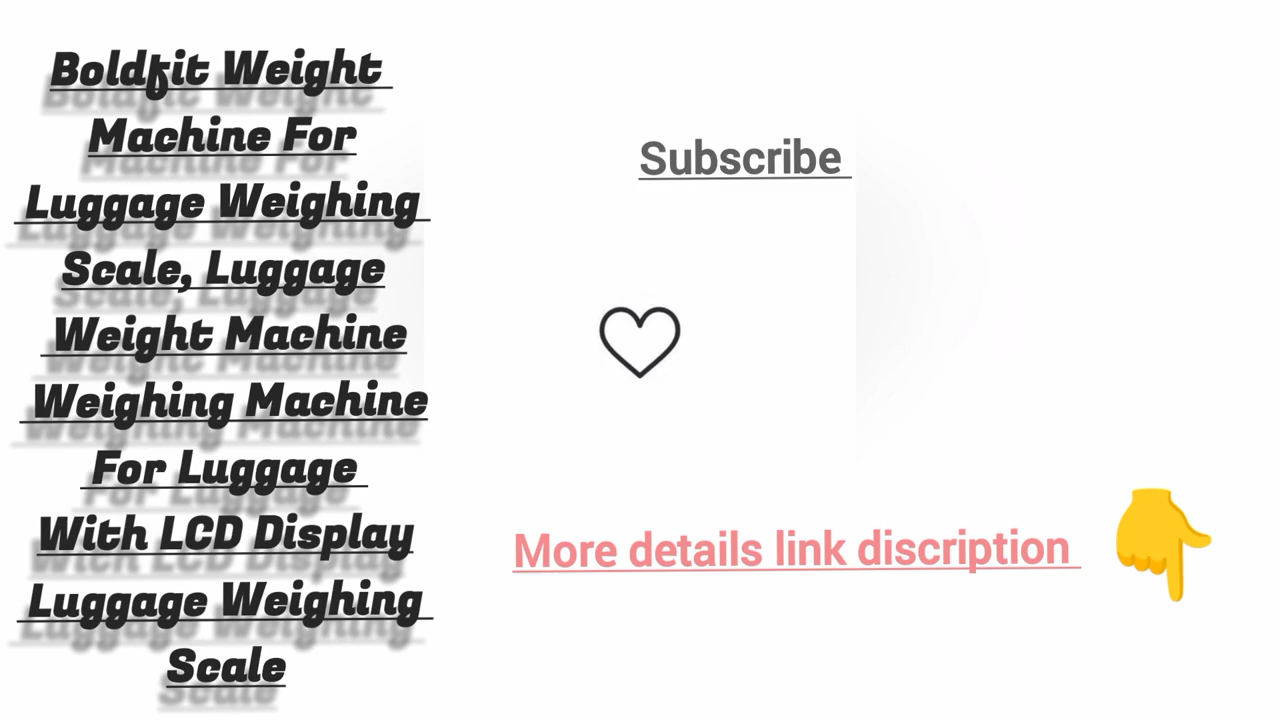 Boldfit Weight
Machine For
Luggage Weighing
Scale, Luggage
Weight Machine
Weighing Machine
For Luggage
With LCD Display
Luggage Weighing
Scale
Subscribe
More details link discription